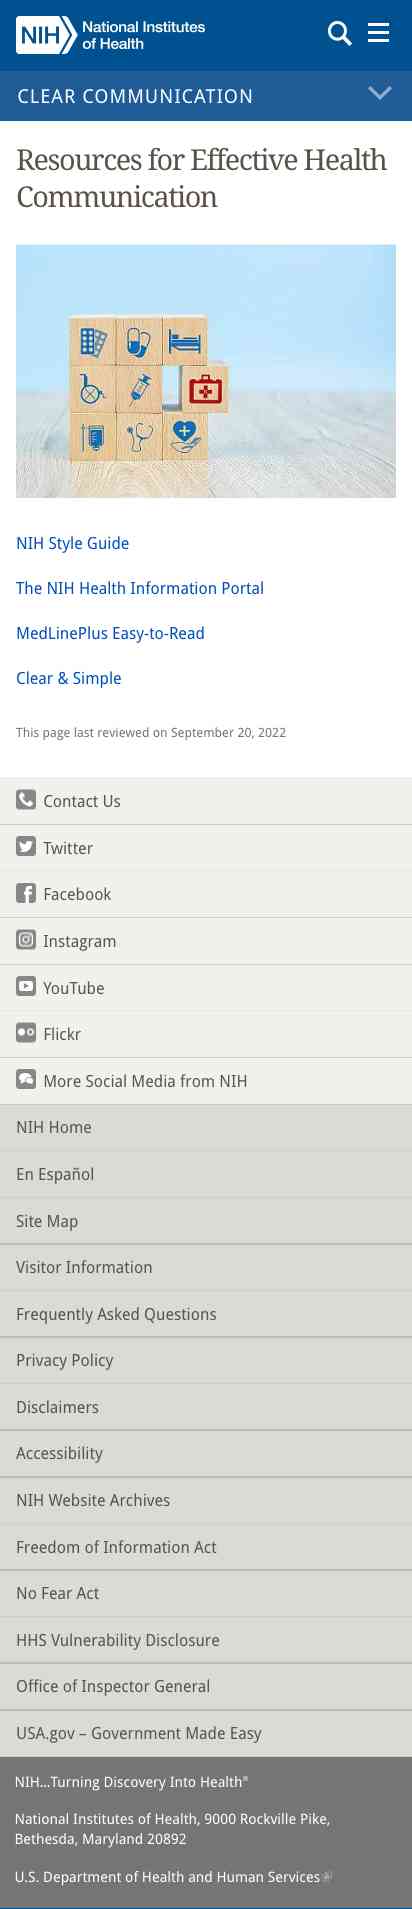 NIH National Institutes
of Health
CLEAR COMMUNICATION
Resources for Effective Health
Communication
NIH Style Guide
The NIH Health Information Portal
MedLinePlus Easy-to-Read
Clear & Simple
This page last reviewed on September 20, 2022
Contact Us
Twitter
Facebook
Instagram
YouTube
Flickr
More Social Media from NIH
NIH Home
En Español
Site Map
Visitor Information
Frequently Asked Questions
Privacy Policy
Disclaimers
Accessibility
NIH Website Archives
Freedom of Information Act
No Fear Act
HHS Vulnerability Disclosure
Office of Inspector General
USA.gov – Government Made Easy
NIH...Turning Discovery Into Health®
National Institutes of Health, 9000 Rockville Pike,
Bethesda, Maryland 20892
U.S. Department of Health and Human Services